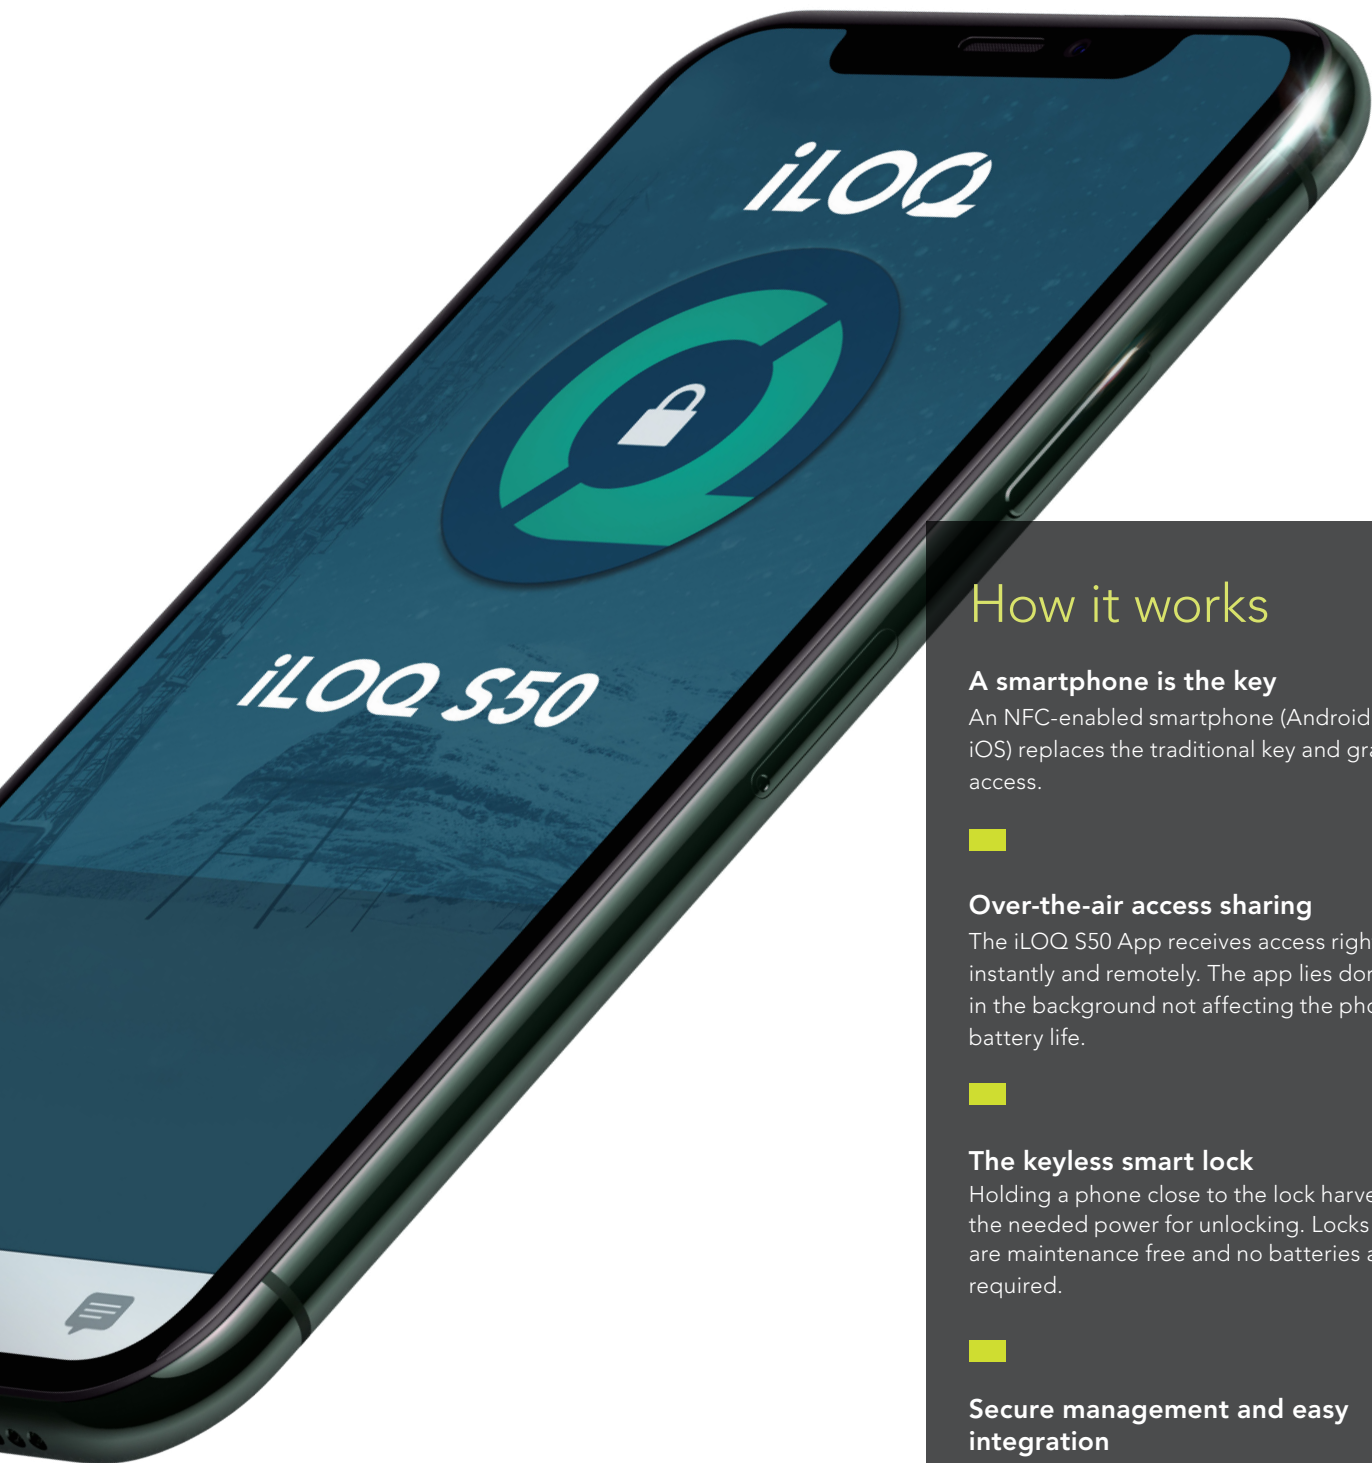 iLOQ
iLOQ S50
How it works
A smartphone is the key
An NFC-enabled smartphone (Android
iOS) replaces the traditional key and
access.
Over-the-air access sharing
The iLOQ S50 App receives access
instantly and remotely. The app lies
in the background not affecting the
battery life.
The keyless smart lock
Holding a phone close to the lock
the needed power for unlocking. Locks
are maintenance free and no batteries
required.
Secure management and easy
integration